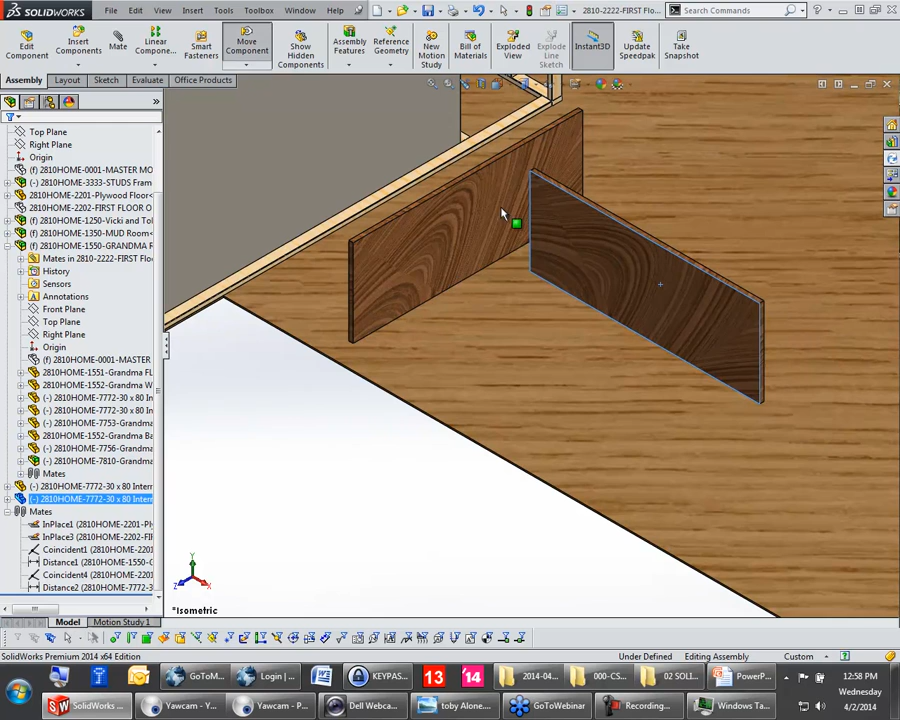 SOLIDWORKS
File Edit View Insert Tools Toolbox Window Help
2810-2222-FIRST Flo...
Search Commands
Edit Component
Insert Components
Mate
Linear Componen...
Smart Fasteners
Move Component
Show Hidden Components
Assembly Features
Reference Geometry
New Motion Study
Bill of Materials
Exploded View
Explode Line Sketch
Instant3D
Update Speedpak
Take Snapshot
Assembly Layout Sketch Evaluate Office Products
Top Plane
Right Plane
Origin
(f) 2810HOME-0001-MASTER MO
(-) 2810HOME-3333-STUDS Fram
2810HOME-2201-Plywood Floor<
2810HOME-2202-FIRST FLOOR O
(f) 2810HOME-1250-Vicki and To
(f) 2810HOME-1350-MUD Room<
(f) 2810HOME-1550-GRANDMA F
Mates in 2810-2222-FIRST Floo
History
Sensors
Annotations
Front Plane
Top Plane
Right Plane
Origin
(f) 2810HOME-0001-MASTER
2810HOME-1551-Grandma FL
2810HOME-1552-Grandma W
(-) 2810HOME-7772-30 x 80 In
(-) 2810HOME-7772-30 x 80 In
(-) 2810HOME-7753-Grandma
2810HOME-1552-Grandma Ba
(-) 2810HOME-7756-Grandma
(-) 2810HOME-7810-Grandma
Mates
(-) 2810HOME-7772-30 x 80 Intern
(-) 2810HOME-7772-30 x 80 Intern
Mates
InPlace1 (2810HOME-2201-Pl
InPlace3 (2810HOME-2202-FI
Coincident1 (2810HOME-2201
Distance1 (2810HOME-1550-G
Coincident4 (2810HOME-2201
Distance2 (2810HOME-7772-3
Y
X
Z
*Isometric
Model Motion Study 1
SolidWorks Premium 2014 x64 Edition
Under Defined Editing Assembly Custom
GoToM... Login |... KEYPAS... 13 '14 2014-04... 000-CS... 02 SOLI... PowerP...
12:58 PM
Wednesday
4/2/2014
SolidWorks ... Yawcam - Y... Yawcam - P... Dell Webca... toby Alone.... GoToWebinar Recording... Windows Ta...